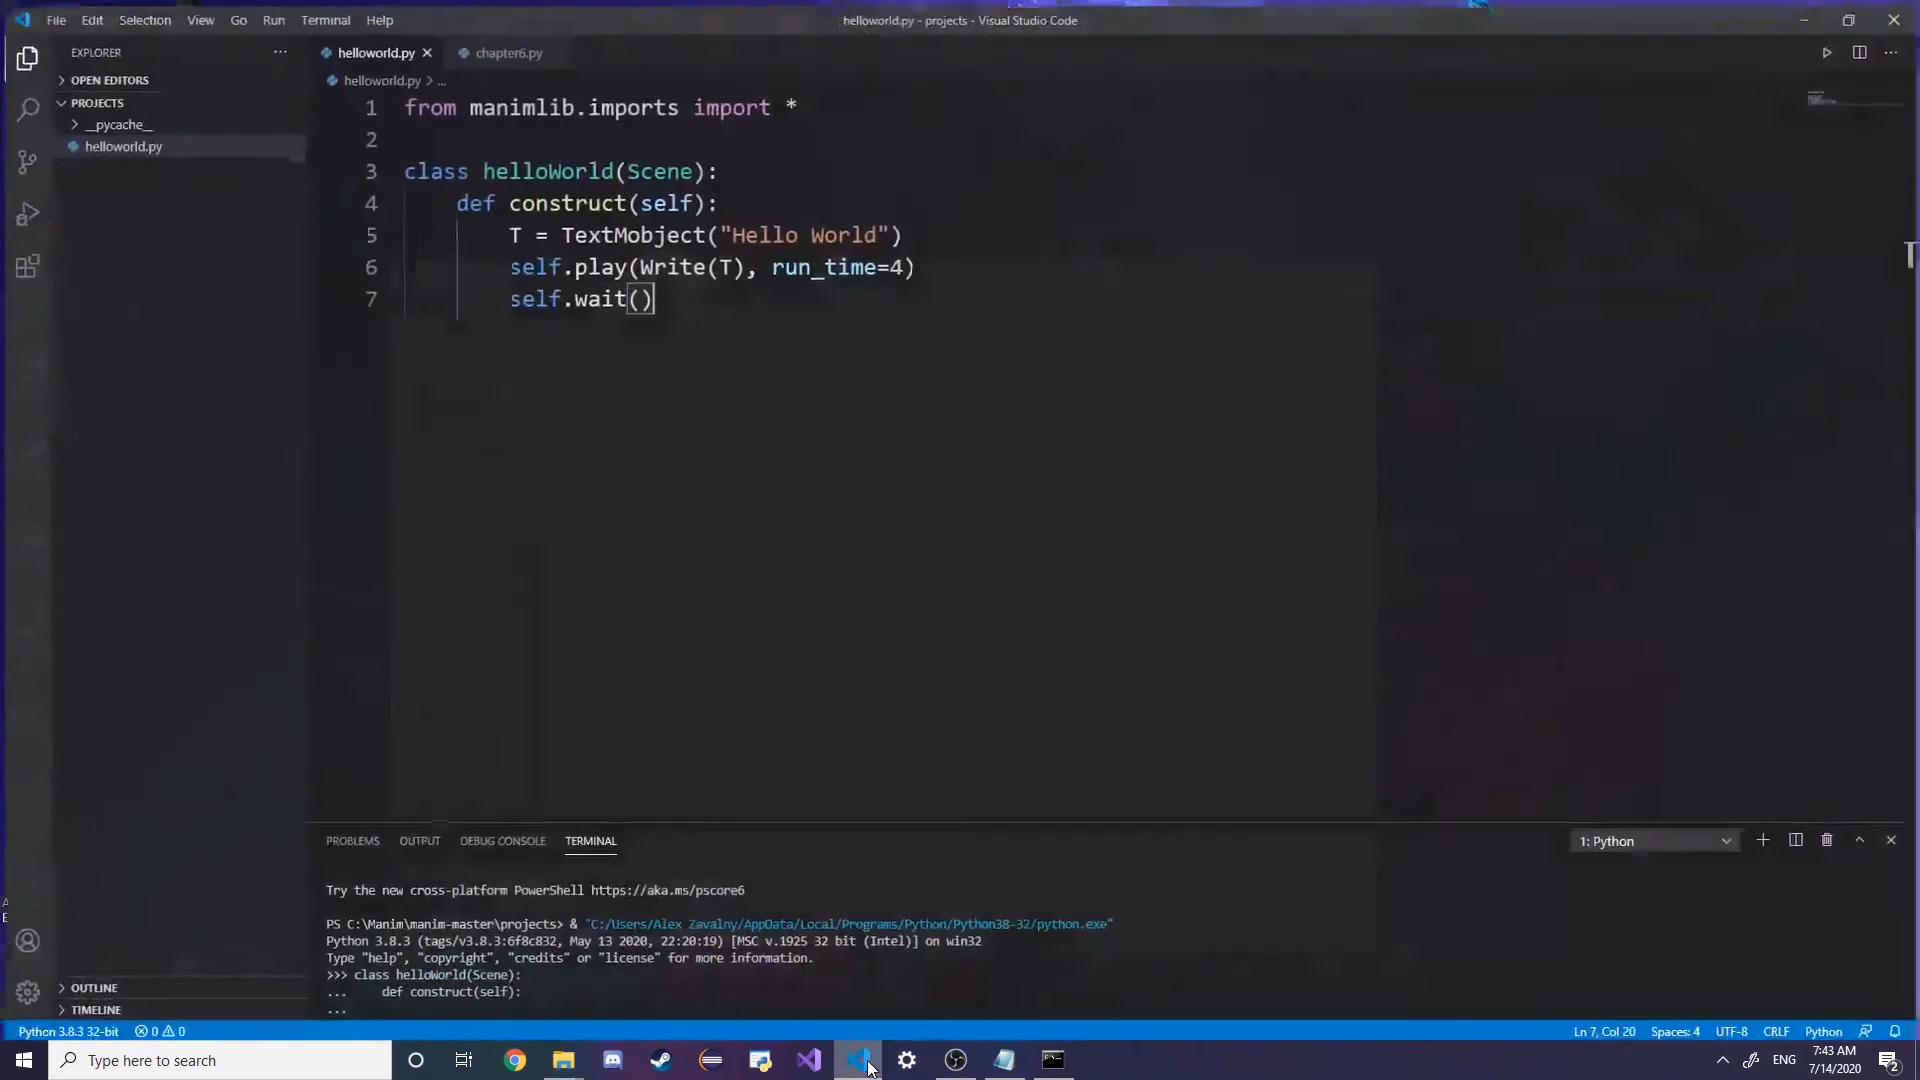 File Edit Selection View Go Run Terminal Help
helloworld.py - projects - Visual Studio Code
EXPLORER
OPEN EDITORS
PROJECTS
__pycache__
helloworld.py
helloworld.py
chapter6.py
helloworld.py > ...
1 from manimlib.imports import *
2
3 class helloWorld(Scene):
4 def construct(self):
5 T = TextMobject("Hello World")
6 self.play(Write(T), run_time=4)
7 self.wait()
PROBLEMS OUTPUT DEBUG CONSOLE TERMINAL
1: Python
Try the new cross-platform PowerShell https://aka.ms/pscore6
PS C:\Manim\manim-master\projects> & "C:/Users/Alex Zavalny/AppData/Local/Programs/Python/Python38-32/python.exe"
Python 3.8.3 (tags/v3.8.3:6f8c832, May 13 2020, 22:20:19) [MSC v.1925 32 bit (Intel)] on win32
Type "help", "copyright", "credits" or "license" for more information.
>>> class helloWorld(Scene):
... def construct(self):
...
OUTLINE
TIMELINE
Python 3.8.3 32-bit 0 0
Ln 7, Col 20 Spaces: 4 UTF-8 CRLF Python
Type here to search
ENG
7:43 AM
7/14/2020
2